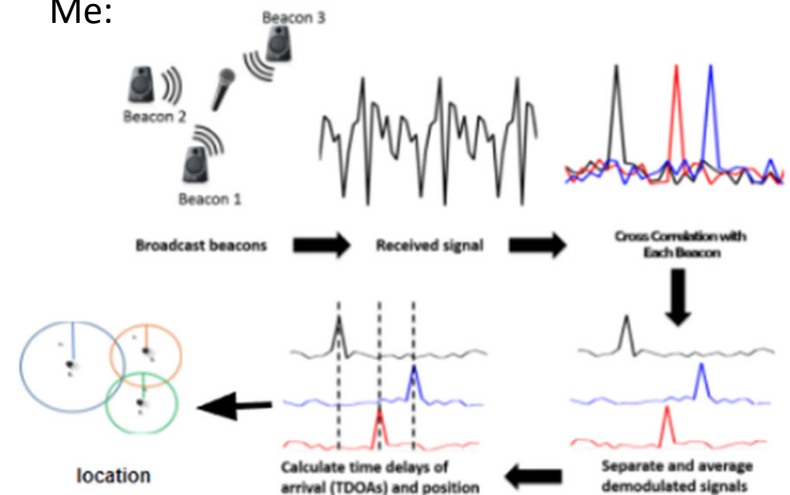 Me:
Beacon 3
Beacon 2
Beacon 1
Broadcast beacons
Received signal
Cross Correlation with
Each Beacon
location
Calculate time delays of
arrival (TDOAs) and position
Separate and average
demodulated signals